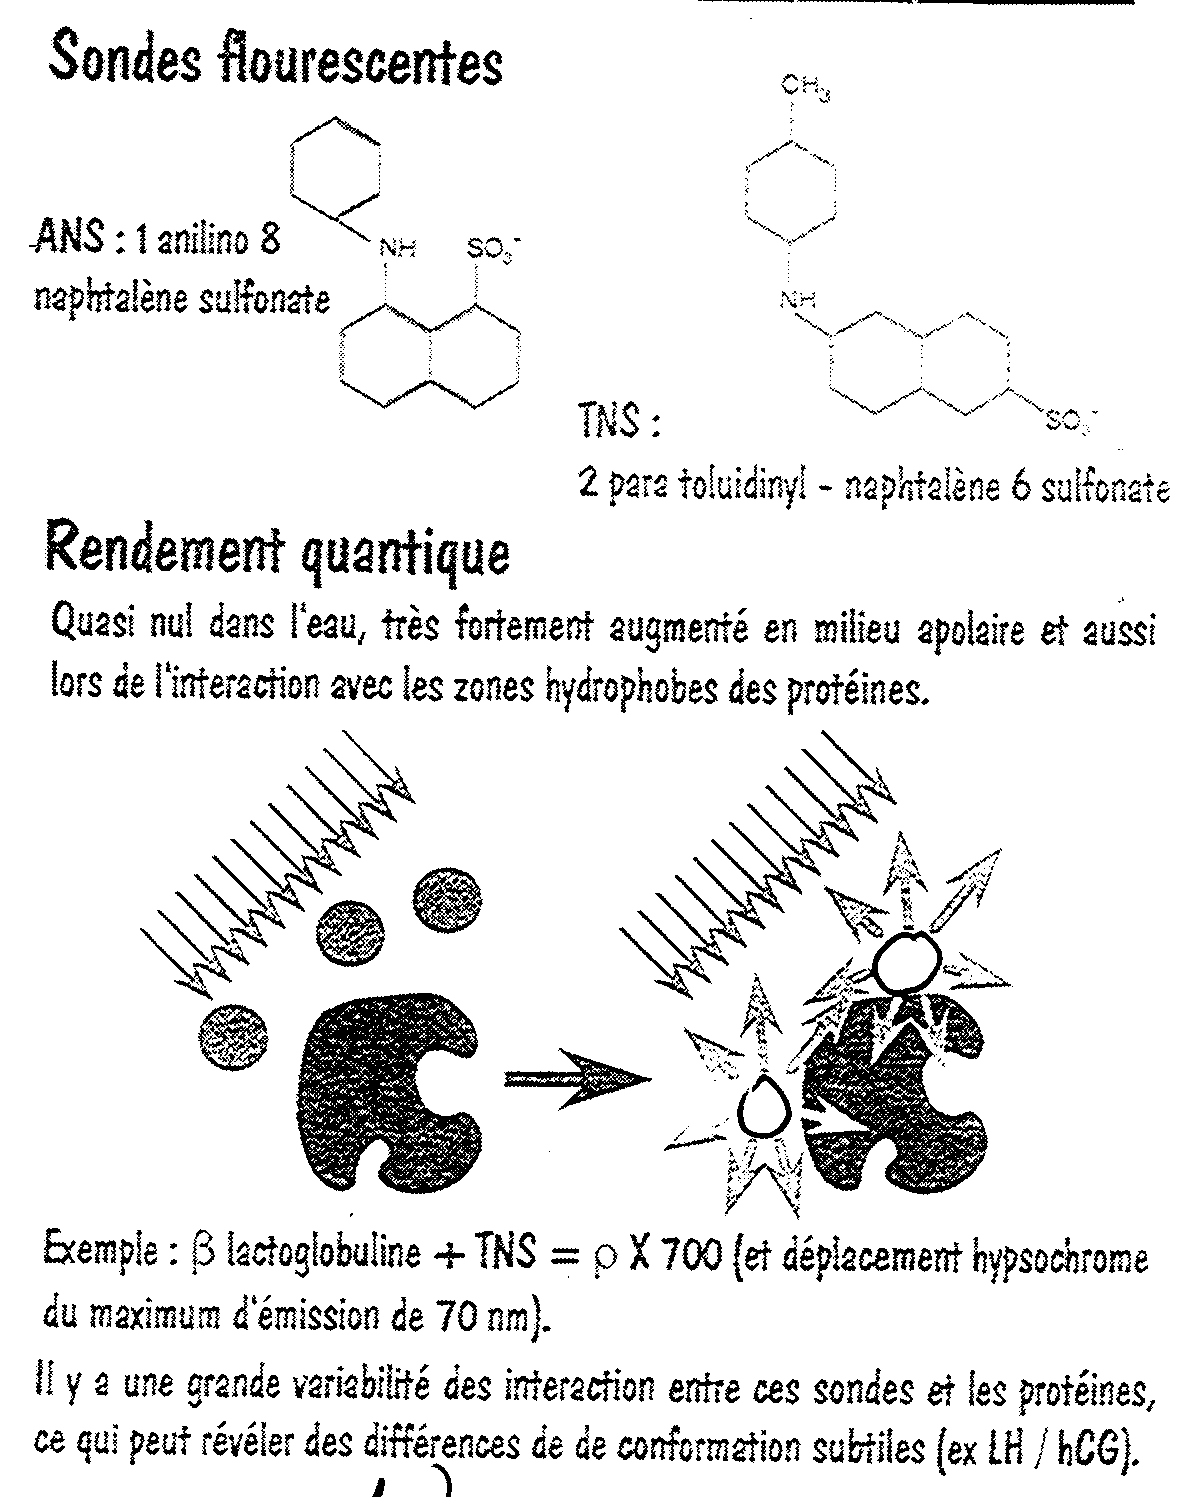 Sondes flourescentes
CH3
ANS : 1 anilino 8
NH
SO3-
naphtalène sulfonate
NH
SO3-
TNS :
2 para toluidinyl - naphtalène 6 sulfonate
Rendement quantique
Quasi nul dans l'eau, très fortement augmenté en milieu apolaire et aussi
lors de l'interaction avec les zones hydrophobes des protéines.
Exemple : β lactoglobuline + TNS = ρ X 700 (et déplacement hypsochrome
du maximum d'émission de 70 nm).
Il y a une grande variabilité des interaction entre ces sondes et les protéines,
ce qui peut révéler des différences de de conformation subtiles (ex LH / hCG).